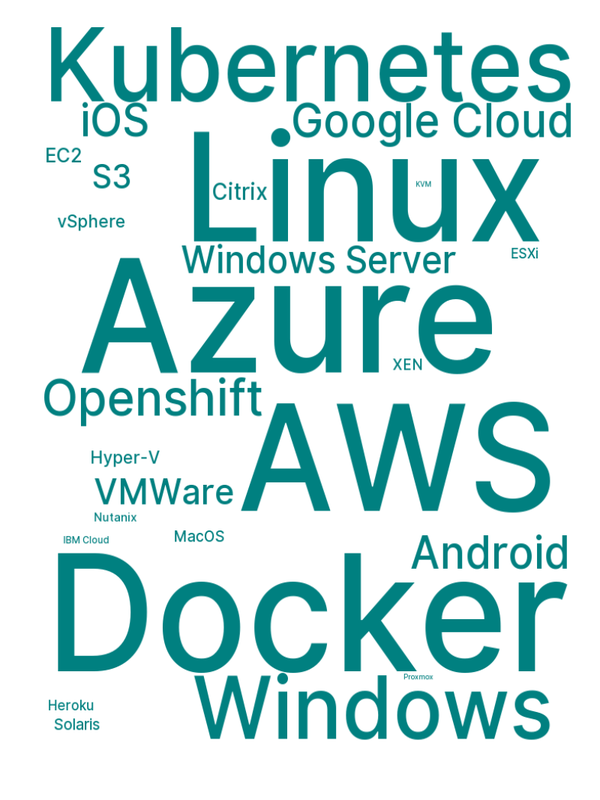 Kubernetes
iOS
Google Cloud
EC2
S3
Linux
Citrix
KVM
vSphere
Windows Server
ESXi
Azure
XEN
Openshift
AWS
Hyper-V
VMWare
Nutanix
IBM Cloud
MacOS
Android
Docker
Proxmox
Windows
Heroku
Solaris